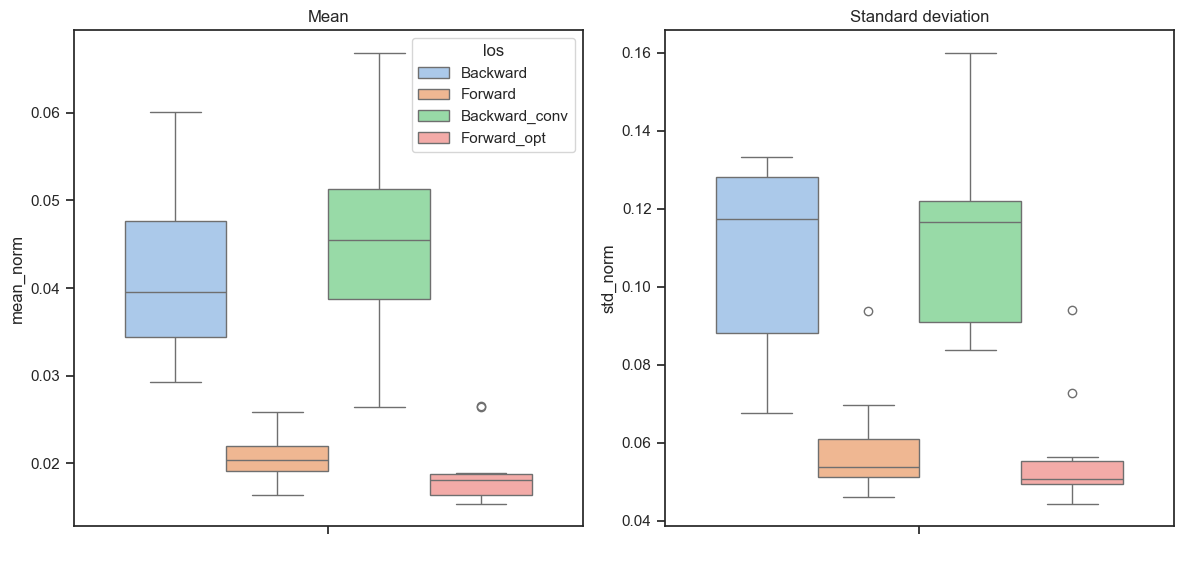 Mean
Standard deviation
los
Backward
Forward
Backward_conv
Forward_opt
mean_norm
0.06
0.05
0.04
0.03
0.02
std_norm
0.16
0.14
0.12
0.10
0.08
0.06
0.04